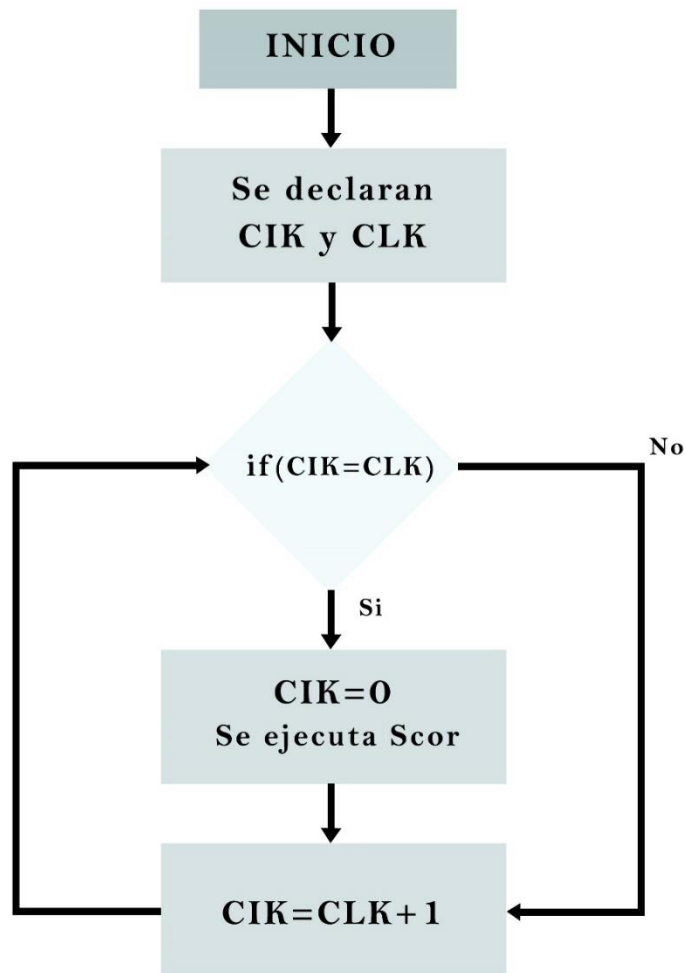 INICIO
Se declaran
CIK y CLK
if(CIK=CLK)
No
Si
CIK=0
Se ejecuta Scor
CIK=CLK+1